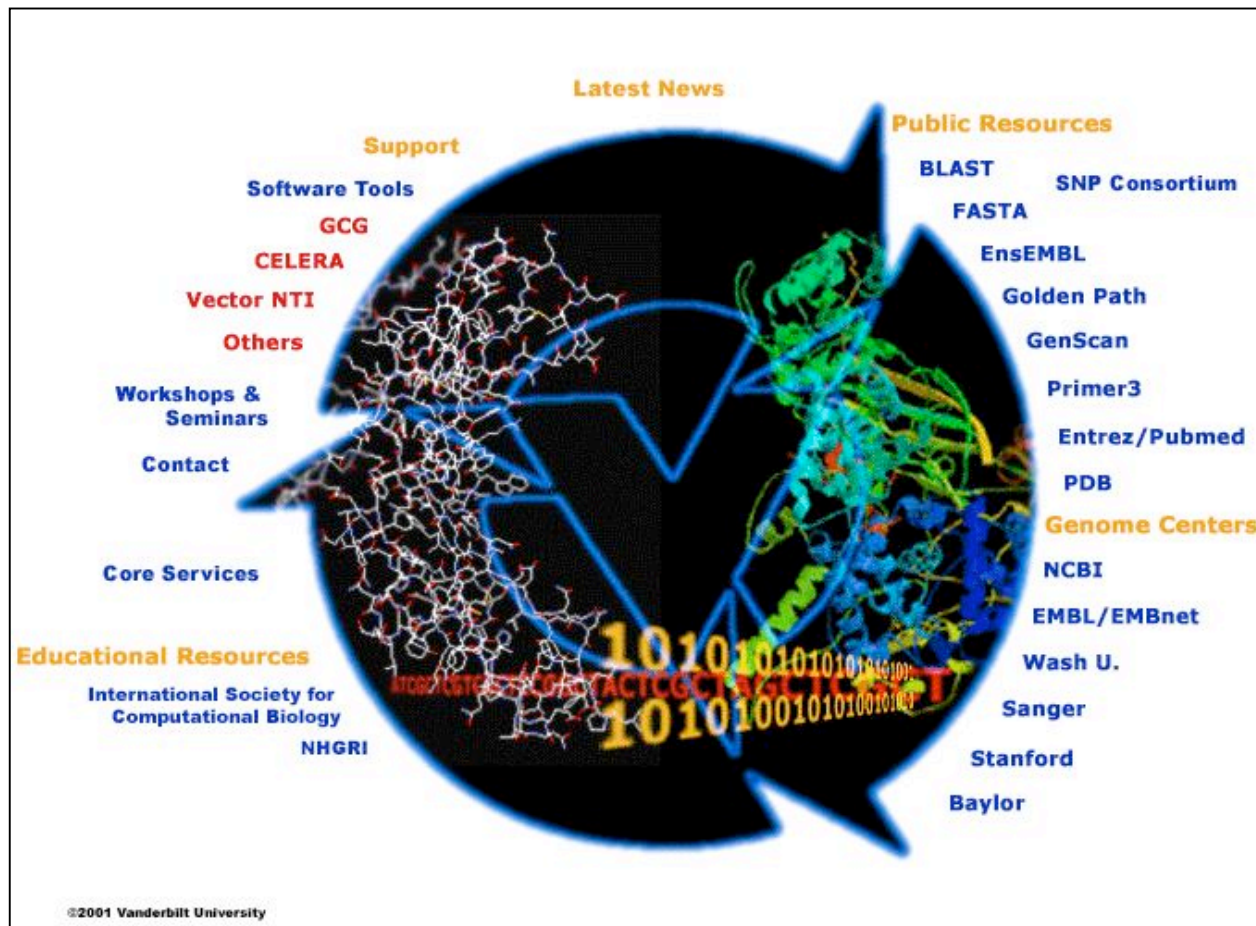 Latest News
Support
Software Tools
GCG
CELERA
Vector NTI
Others
Workshops &
Seminars
Contact
Core Services
Educational Resources
International Society for
Computational Biology
NHGRI
Public Resources
BLAST
SNP Consortium
FASTA
EnsEMBL
Golden Path
GenScan
Primer3
Entrez/Pubmed
PDB
Genome Centers
NCBI
EMBL/EMBnet
Wash U.
Sanger
Stanford
Baylor
©2001 Vanderbilt University